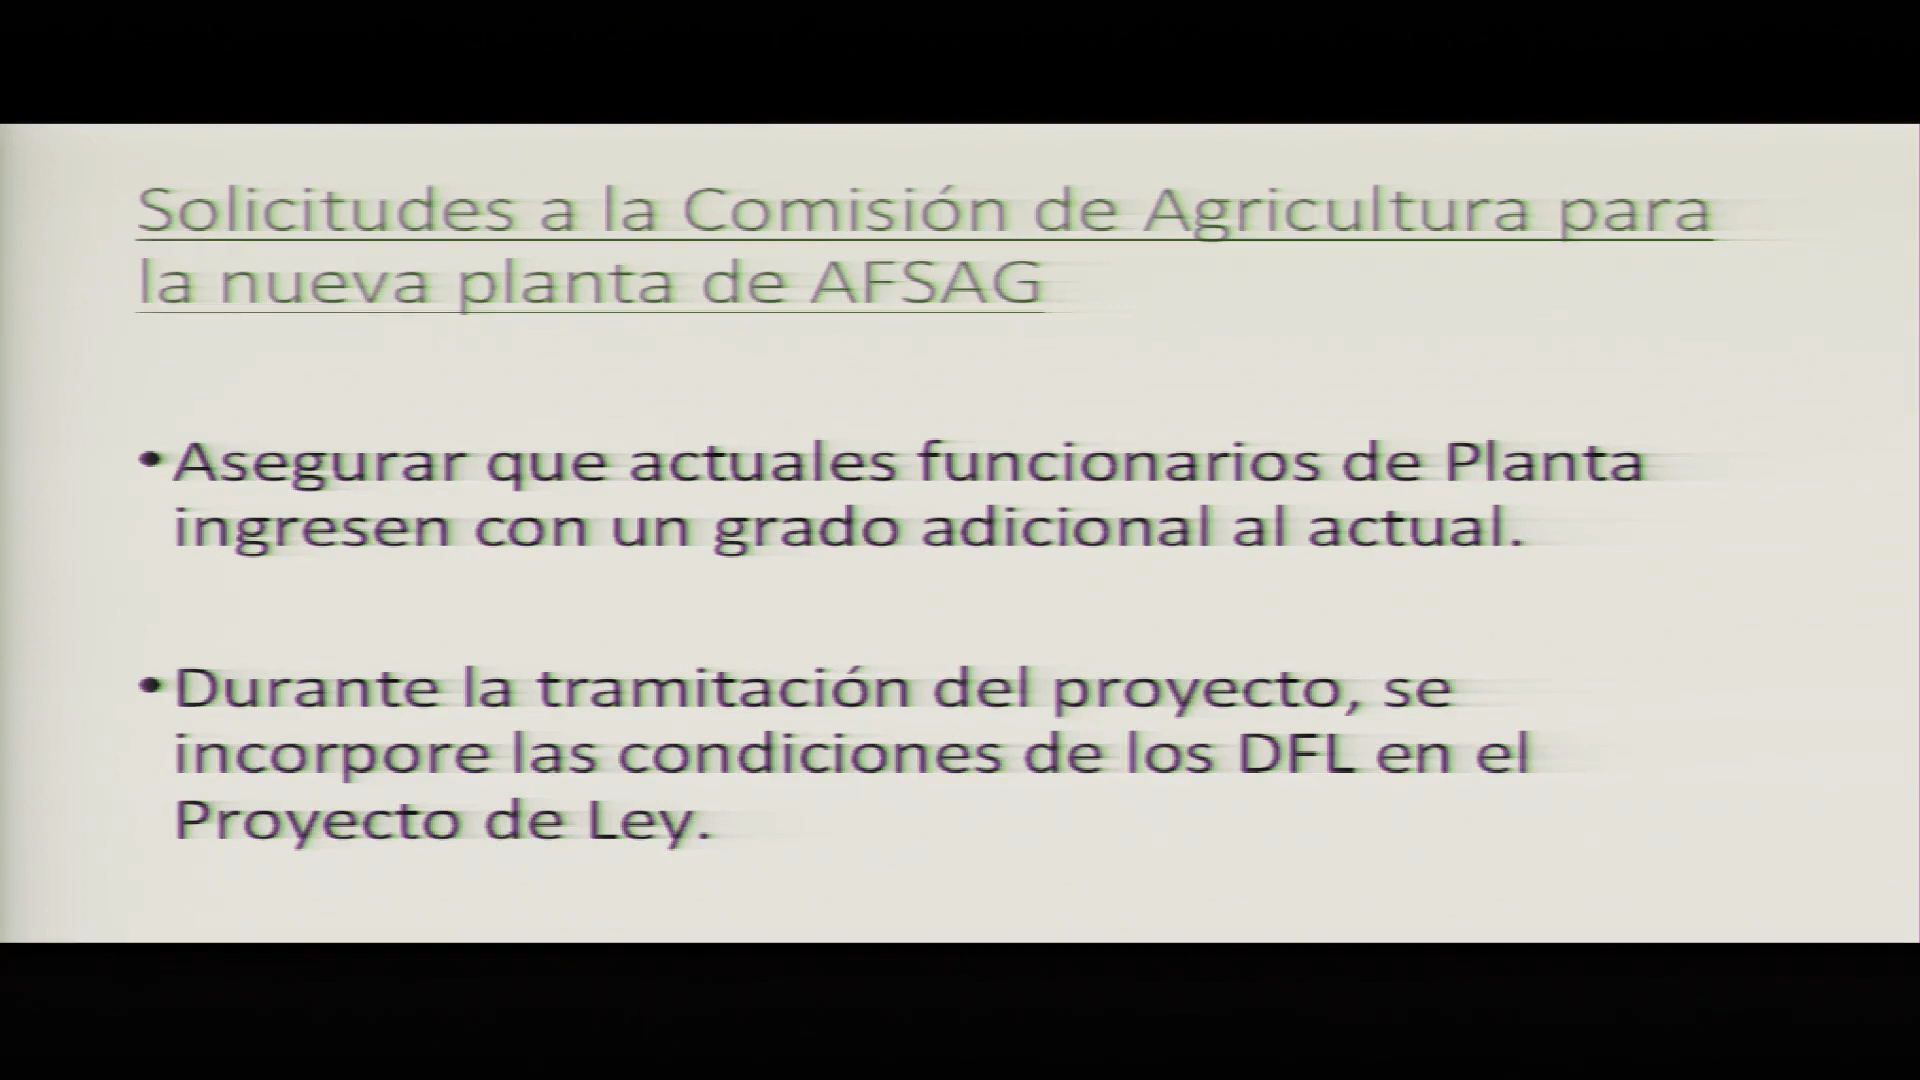 Solicitudes a la Comisión de Agricultura para
la nueva planta de AFSAG
• Asegurar que actuales funcionarios de Planta
ingresen con un grado adicional al actual.
• Durante la tramitación del proyecto, se
incorpore las condiciones de los DFL en el
Proyecto de Ley.